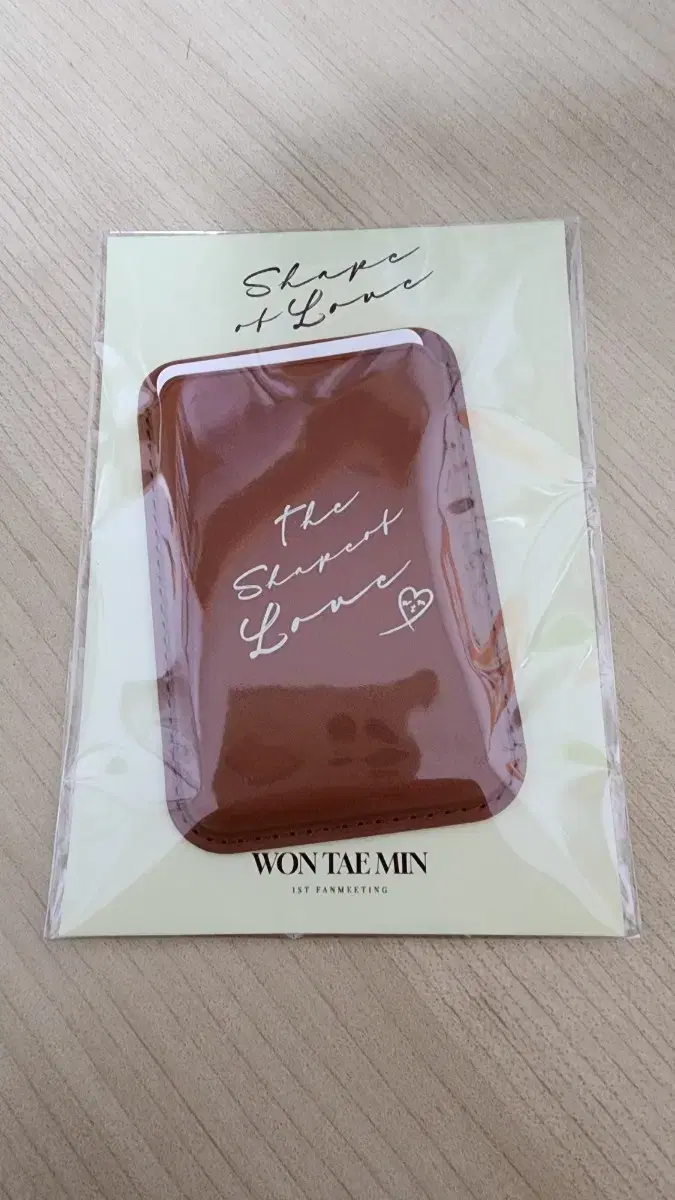 Shape
of Love
The
Shape of
Love
WON TAE MIN
1ST FANMEETING